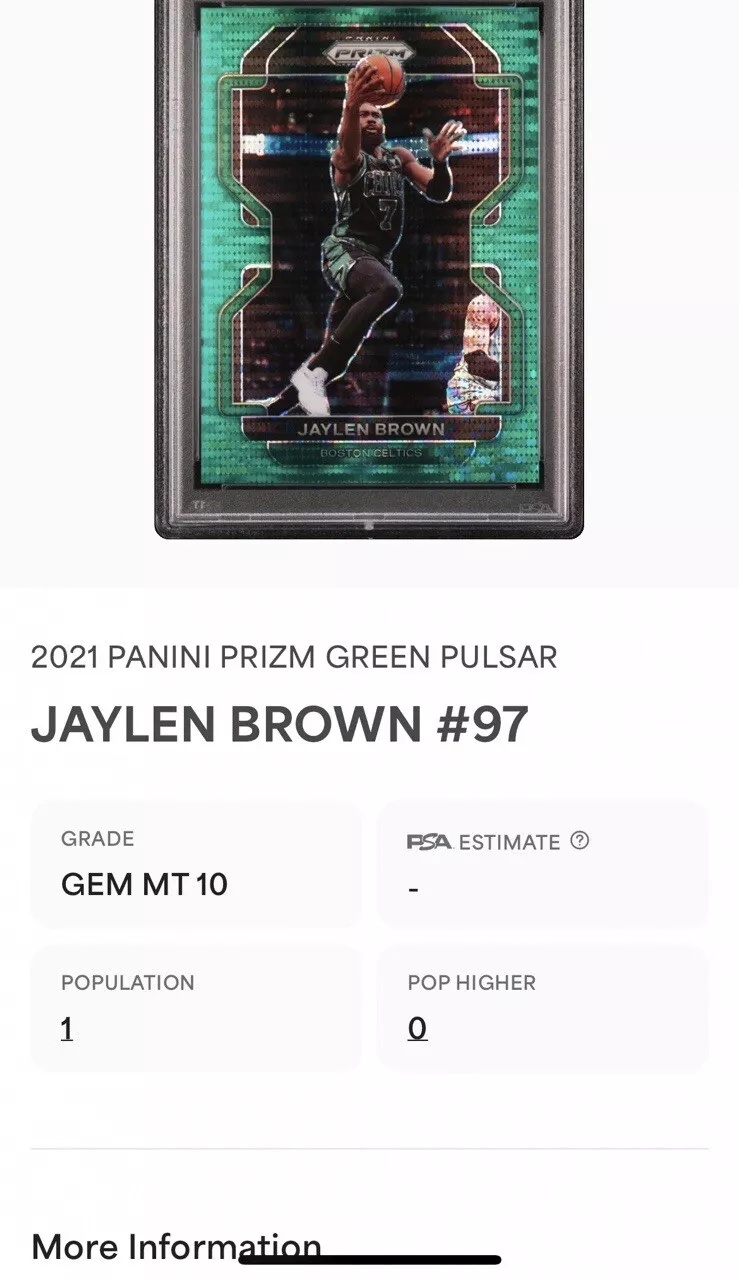 PANINI
PRIZM
7
JAYLEN BROWN
BOSTON CELTICS
2021 PANINI PRIZM GREEN PULSAR
JAYLEN BROWN #97
GRADE
GEM MT 10
PSA ESTIMATE ?
-
POPULATION
1
POP HIGHER
0
More Information